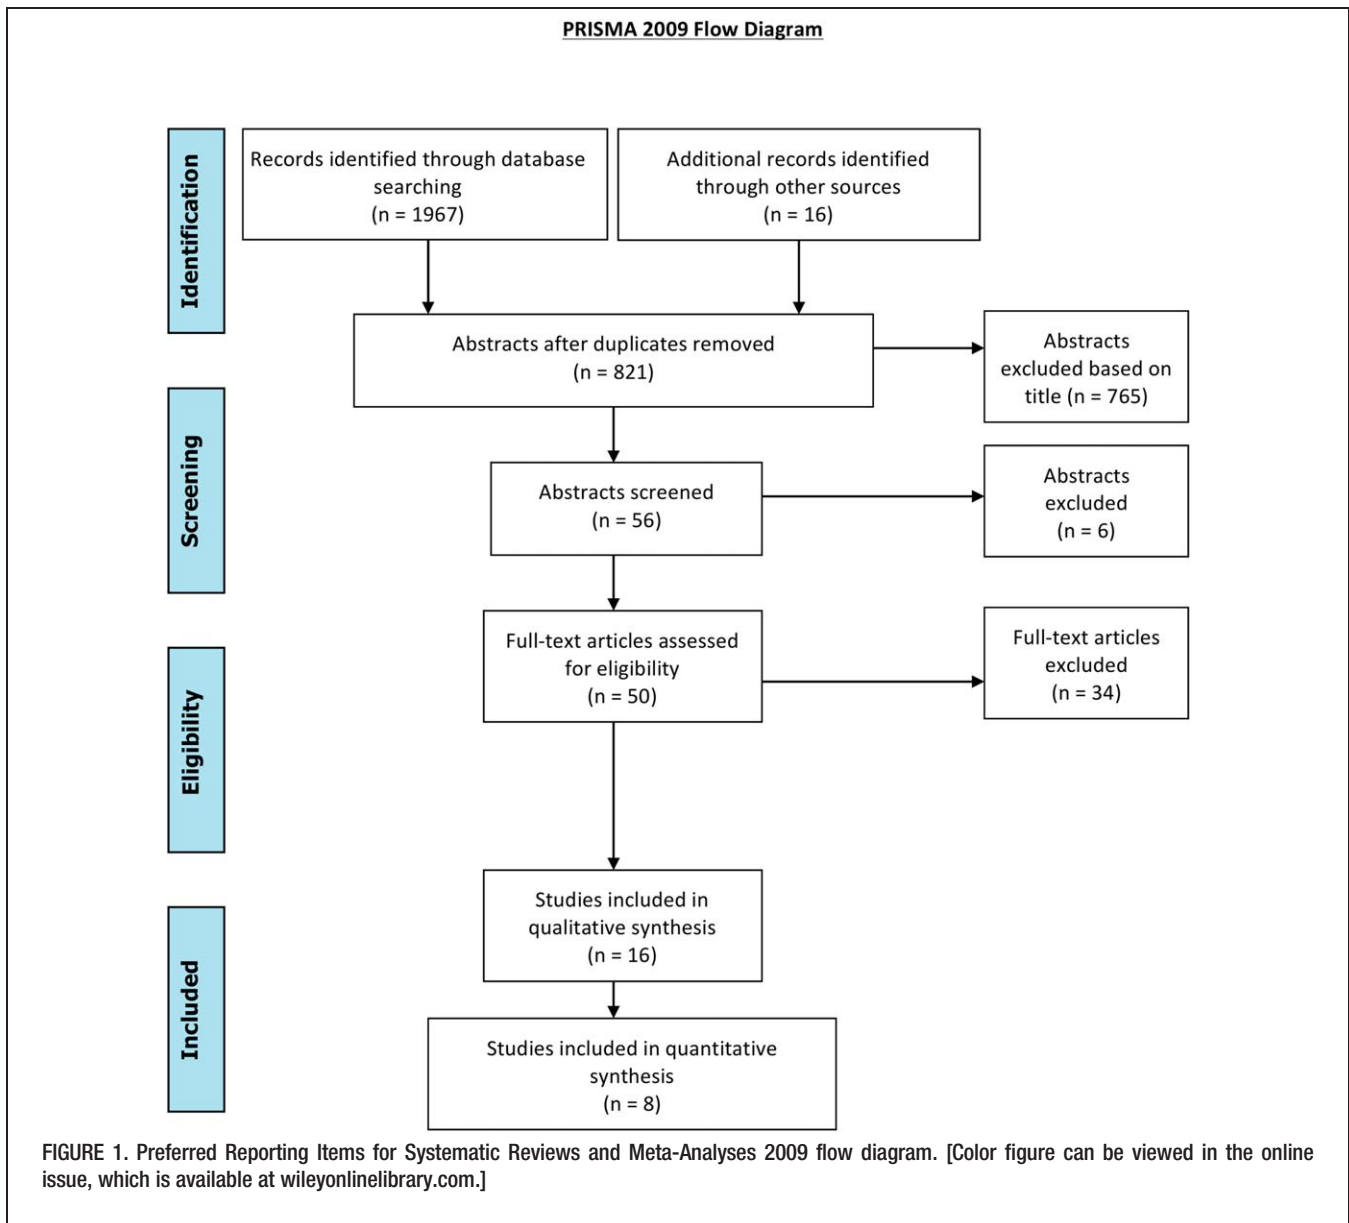 PRISMA 2009 Flow Diagram
Identification
Records identified through database
searching
(n = 1967)
Additional records identified
through other sources
(n = 16)
Abstracts after duplicates removed
(n = 821)
Abstracts
excluded based on
title (n = 765)
Screening
Abstracts screened
(n = 56)
Abstracts
excluded
(n = 6)
Eligibility
Full-text articles assessed
for eligibility
(n = 50)
Full-text articles
excluded
(n = 34)
Included
Studies included in
qualitative synthesis
(n = 16)
Studies included in quantitative
synthesis
(n = 8)
FIGURE 1. Preferred Reporting Items for Systematic Reviews and Meta-Analyses 2009 flow diagram. [Color figure can be viewed in the online
issue, which is available at wileyonlinelibrary.com.]